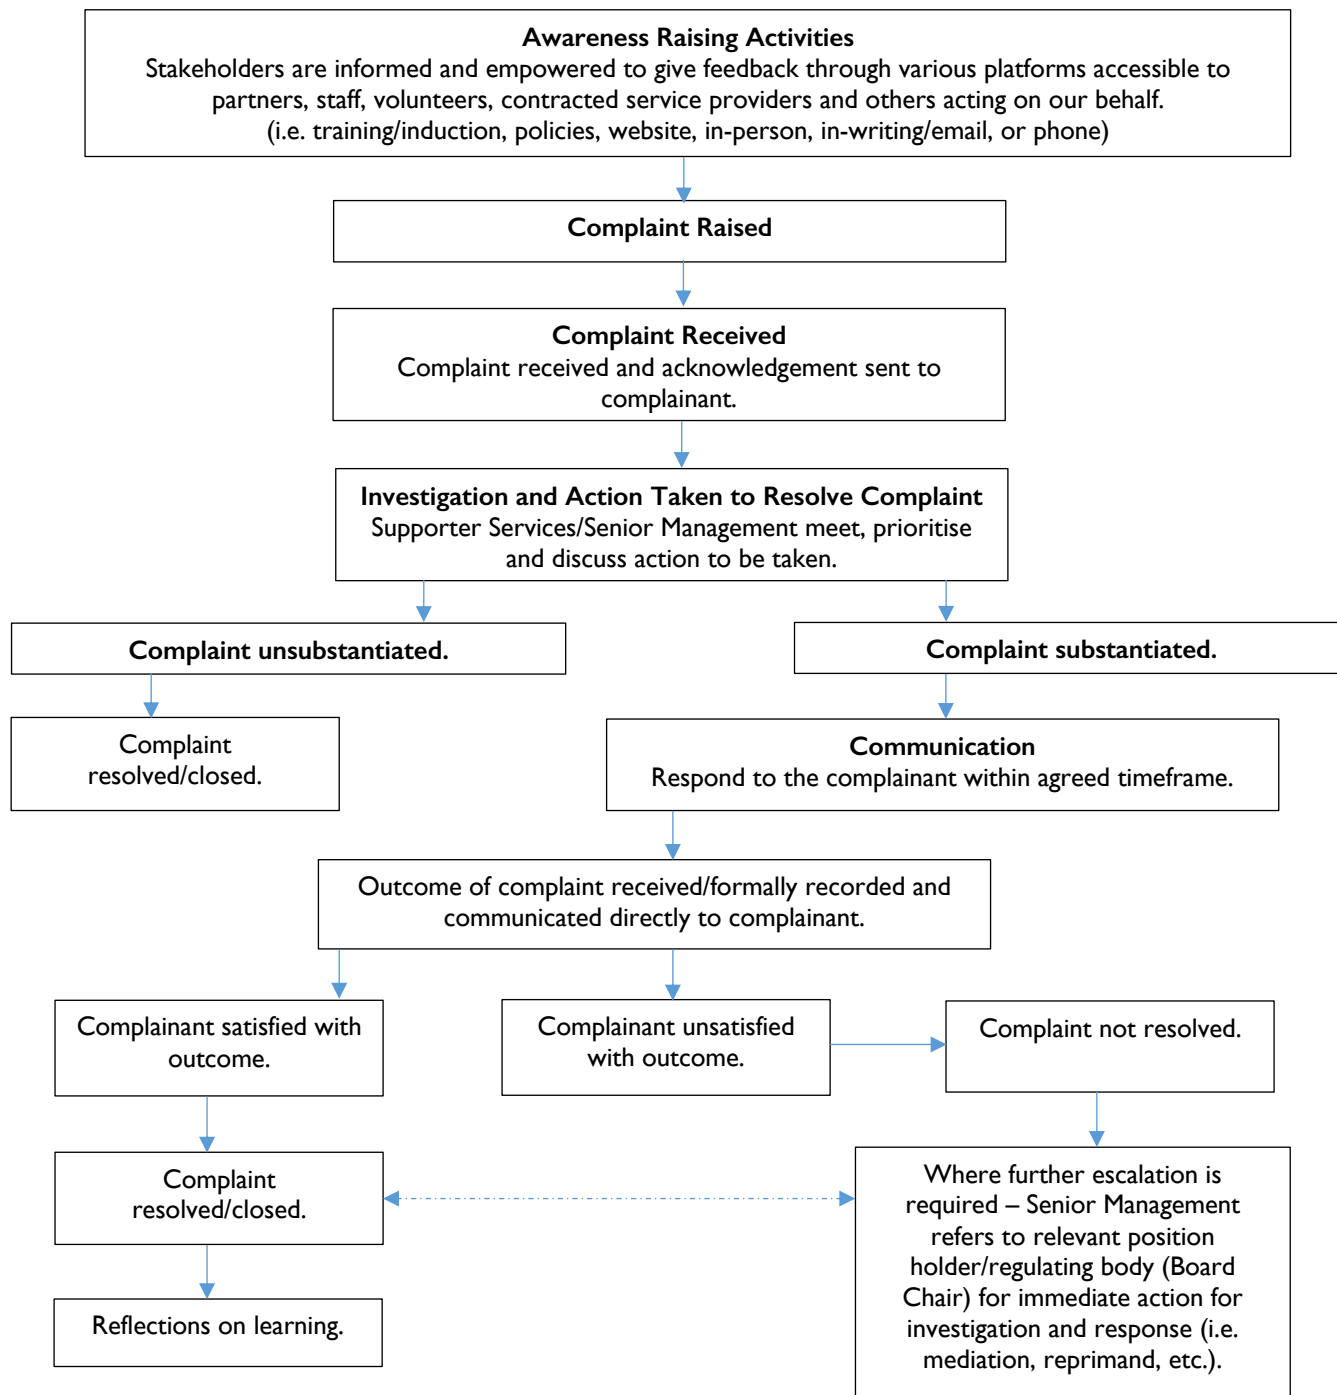 Awareness Raising Activities
Stakeholders are informed and empowered to give feedback through various platforms accessible to
partners, staff, volunteers, contracted service providers and others acting on our behalf.
(i.e. training/induction, policies, website, in-person, in-writing/email, or phone)
Complaint Raised
Complaint Received
Complaint received and acknowledgement sent to
complainant.
Investigation and Action Taken to Resolve Complaint
Supporter Services/Senior Management meet, prioritise
and discuss action to be taken.
Complaint unsubstantiated.
Complaint substantiated.
Complaint
resolved/closed.
Communication
Respond to the complainant within agreed timeframe.
Outcome of complaint received/formally recorded and
communicated directly to complainant.
Complainant satisfied with
outcome.
Complainant unsatisfied
with outcome.
Complaint not resolved.
Complaint
resolved/closed.
Where further escalation is
required – Senior Management
refers to relevant position
holder/regulating body (Board
Chair) for immediate action for
investigation and response (i.e.
mediation, reprimand, etc.).
Reflections on learning.